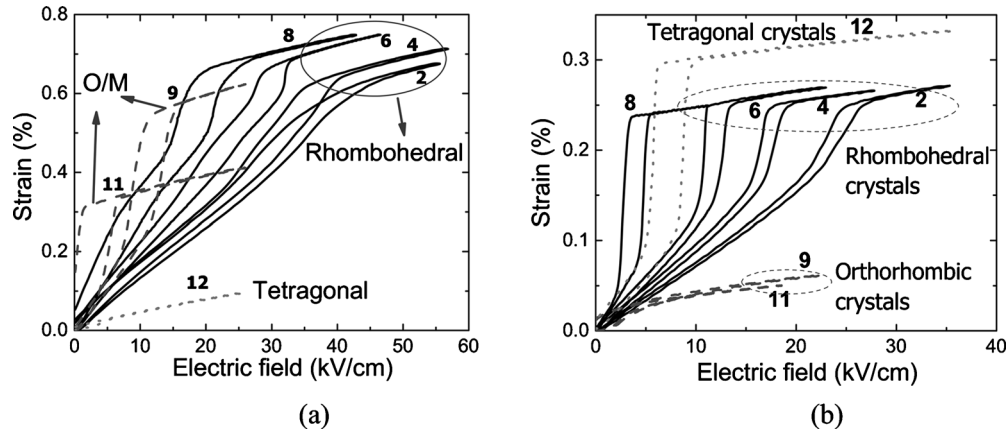 0.8
0.6
0.4
0.2
0.0
Strain (%)
0 10 20 30 40 50 60
Electric field (kV/cm)
O/M
9
8
6
4
2
11
12
Rhombohedral
Tetragonal
(a)
0.3
0.2
0.1
0.0
Strain (%)
0 10 20 30 40
Electric field (kV/cm)
Tetragonal crystals 12
8
6
4
2
Rhombohedral
crystals
9
11
Orthorhombic
crystals
(b)